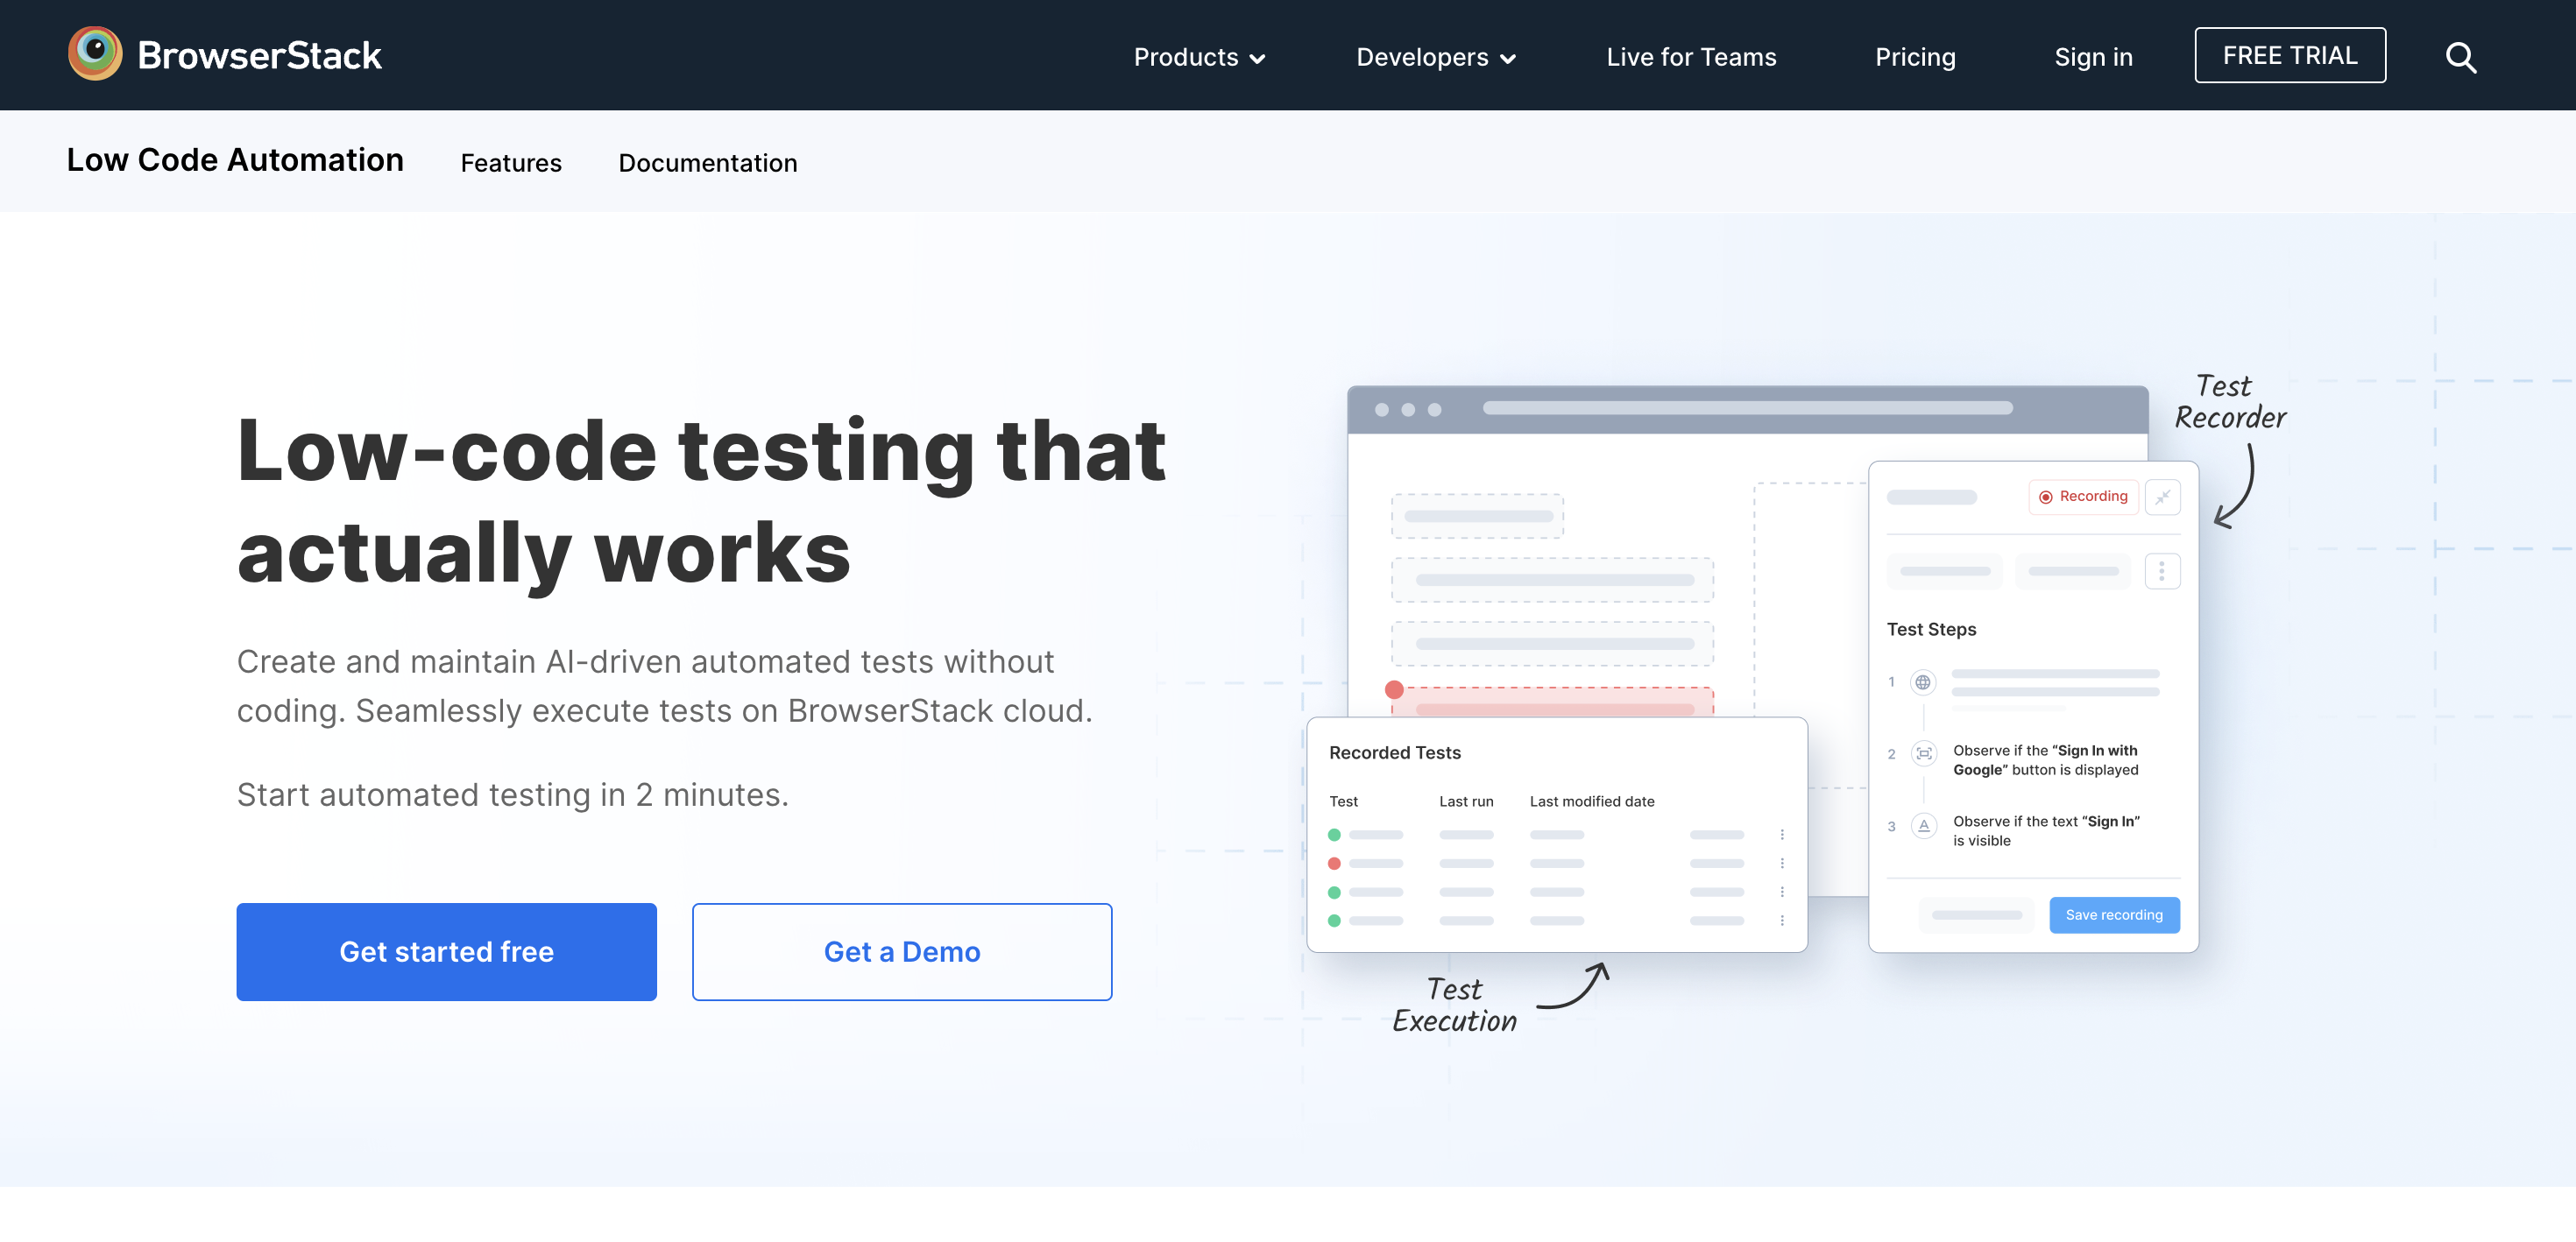 BrowserStack
Products
Developers
Live for Teams
Pricing
Sign in
FREE TRIAL
Low Code Automation
Features
Documentation
Low-code testing that
actually works
Create and maintain AI-driven automated tests without
coding. Seamlessly execute tests on BrowserStack cloud.
Start automated testing in 2 minutes.
Get started free
Get a Demo
Test
Recorder
Recording
Test Steps
1
2
Observe if the “Sign In with
Google” button is displayed
3
Observe if the text “Sign In”
is visible
Save recording
Recorded Tests
Test
Last run
Last modified date
Test
Execution